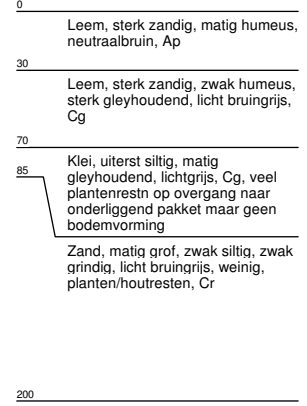 0
Leem, sterk zandig, matig humeus,
neutraalbruin, Ap
30
Leem, sterk zandig, zwak humeus,
sterk gleyhoudend, licht bruingrijs,
Cg
70
Klei, uiterst siltig, matig
85
gleyhoudend, lichtgrijs, Cg, veel
plantenrestn op overgang naar
onderliggend pakket maar geen
bodemvorming
Zand, matig grof, zwak siltig, zwak
grindig, licht bruingrijs, weinig,
planten/houtresten, Cr
200